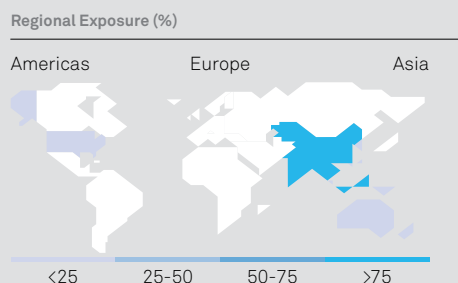 Regional Exposure (%)
Americas Europe Asia
<25 25-50 50-75 >75